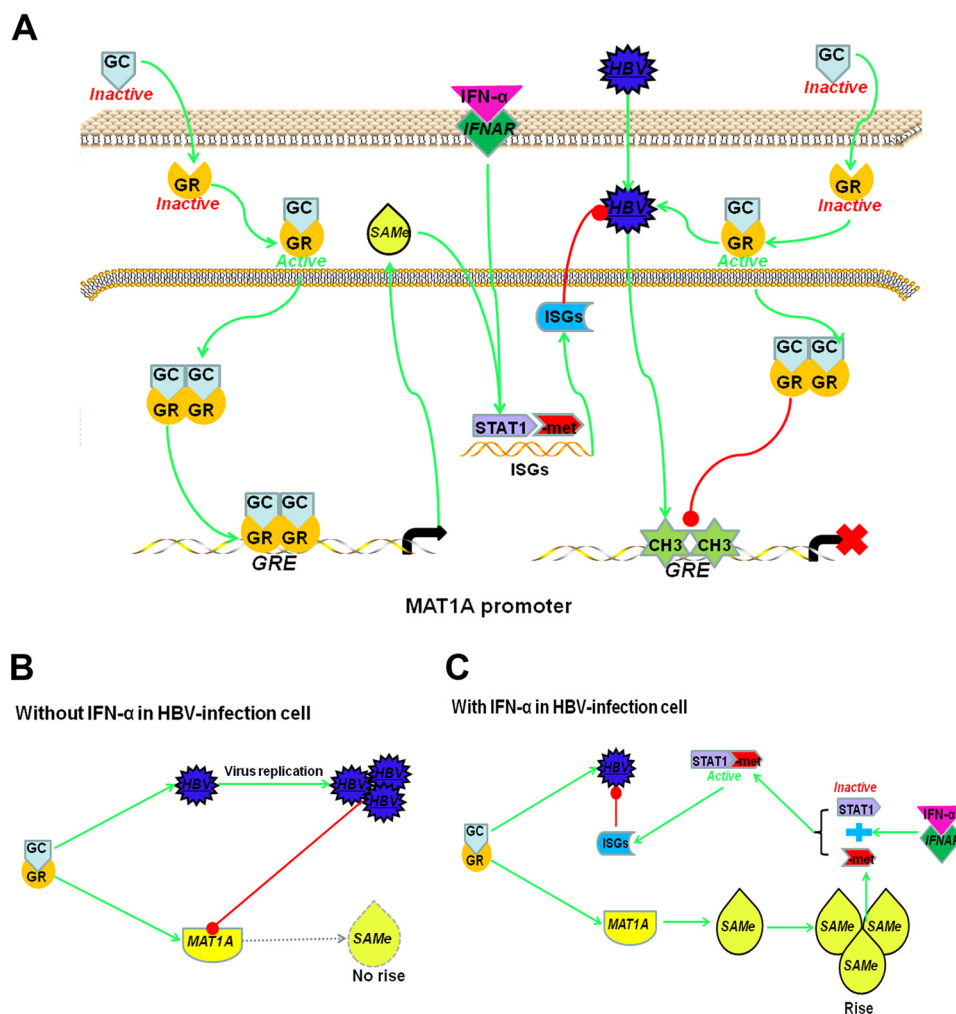 A
GC
Inactive
IFN-α
IFNAR
HBV
GC
Inactive
GR
Inactive
GC
GR
Active
SAMe
HBV
GC
GR
Active
GR
Inactive
ISGs
GC GC
GR GR
GC GC
GR GR
STAT1 -met
ISGs
GC GC
GR GR
GRE
CH3 CH3
GRE
MAT1A promoter
B
Without IFN-α in HBV-infection cell
GC
GR
HBV
Virus replication
HBV
HBV
HBV
MAT1A
SAMe
No rise
C
With IFN-α in HBV-infection cell
GC
GR
HBV
ISGs
STAT1 -met
Active
Inactive
STAT1
-met
IFN-α
IFNAR
MAT1A
SAMe
SAMe
SAMe
SAMe
Rise